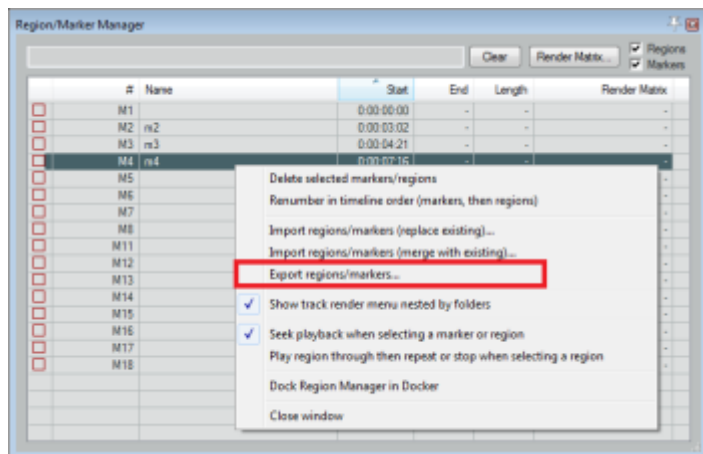 Region/Marker Manager
Clear Render Matrix... Regions
Markers
# Name Start End Length Render Matrix
M1 0:00:00:00 - - -
M2 m2 0:00:03:02 - - -
M3 m3 0:00:04:21 - - -
M4 m4 0:00:07:16 - - -
M5
M6
M7
M8
M11
M12
M13
M14
M15
M16
M17
M18
Delete selected markers/regions
Renumber in timeline order (markers, then regions)
Import regions/markers (replace existing)...
Import regions/markers (merge with existing)...
Export regions/markers...
Show track render menu nested by folders
Seek playback when selecting a marker or region
Play region through then repeat or stop when selecting a region
Dock Region Manager in Docker
Close window